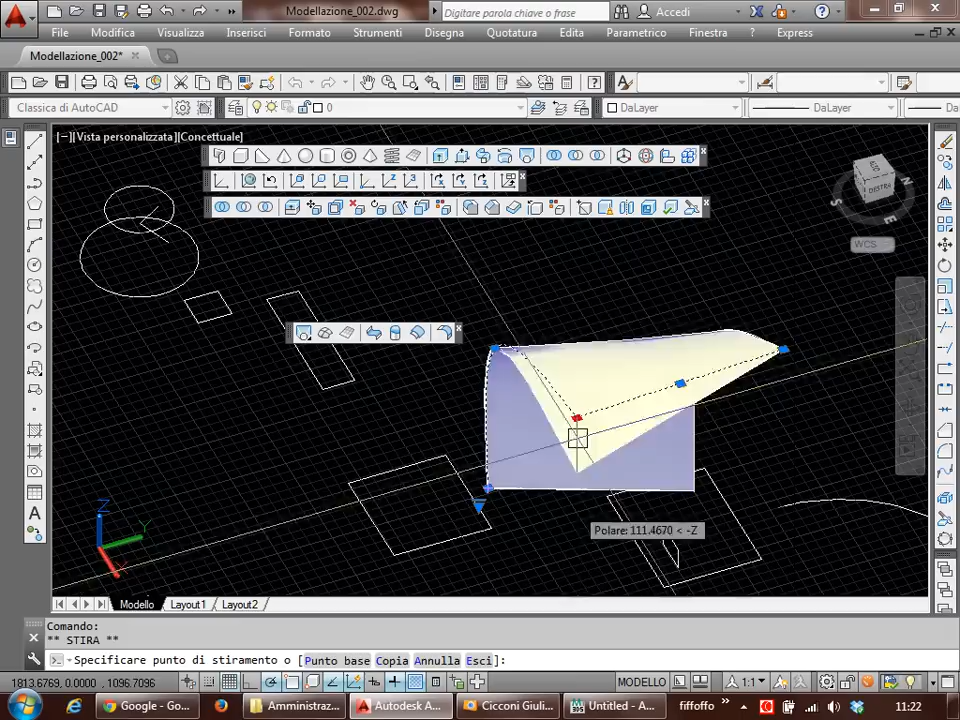 Modellazione_002.dwg
Digitare parola chiave o frase
Accedi
File Modifica Visualizza Inserisci Formato Strumenti Disegna Quotatura Edita Parametrico Finestra ? Express
Modellazione_002*
Classica di AutoCAD
0
DaLayer
DaLayer
DaL
[−][Vista personalizzata][Concettuale]
ALTO
DESTRA
N
S
E
WCS
Polare: 111.4670 < -Z
Z
Y
X
Modello Layout1 Layout2
Comando:
** STIRA **
Specificare punto di stiramento o [Punto base Copia Annulla Esci]:
1813.6769, 0.0000 , 1096.7096
MODELLO
1:1
Google - Go...
Amministraz...
Autodesk A...
Cicconi Giuli...
Untitled - A...
fiffoffo
11:22